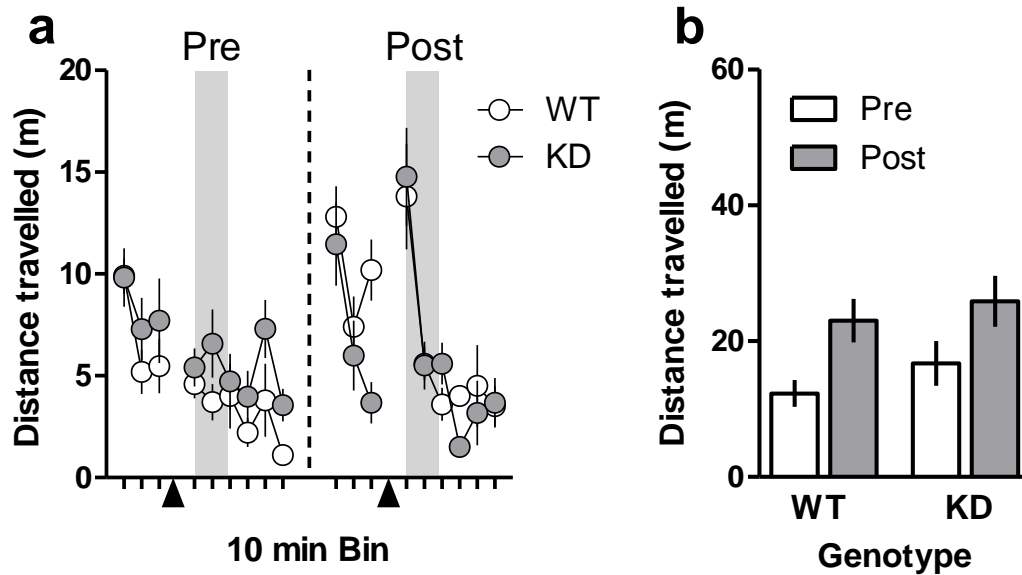 a
Pre
Post
20
15
10
5
0
Distance travelled (m)
WT
KD
10 min Bin
b
60
40
20
0
Distance travelled (m)
Pre
Post
WT
KD
Genotype